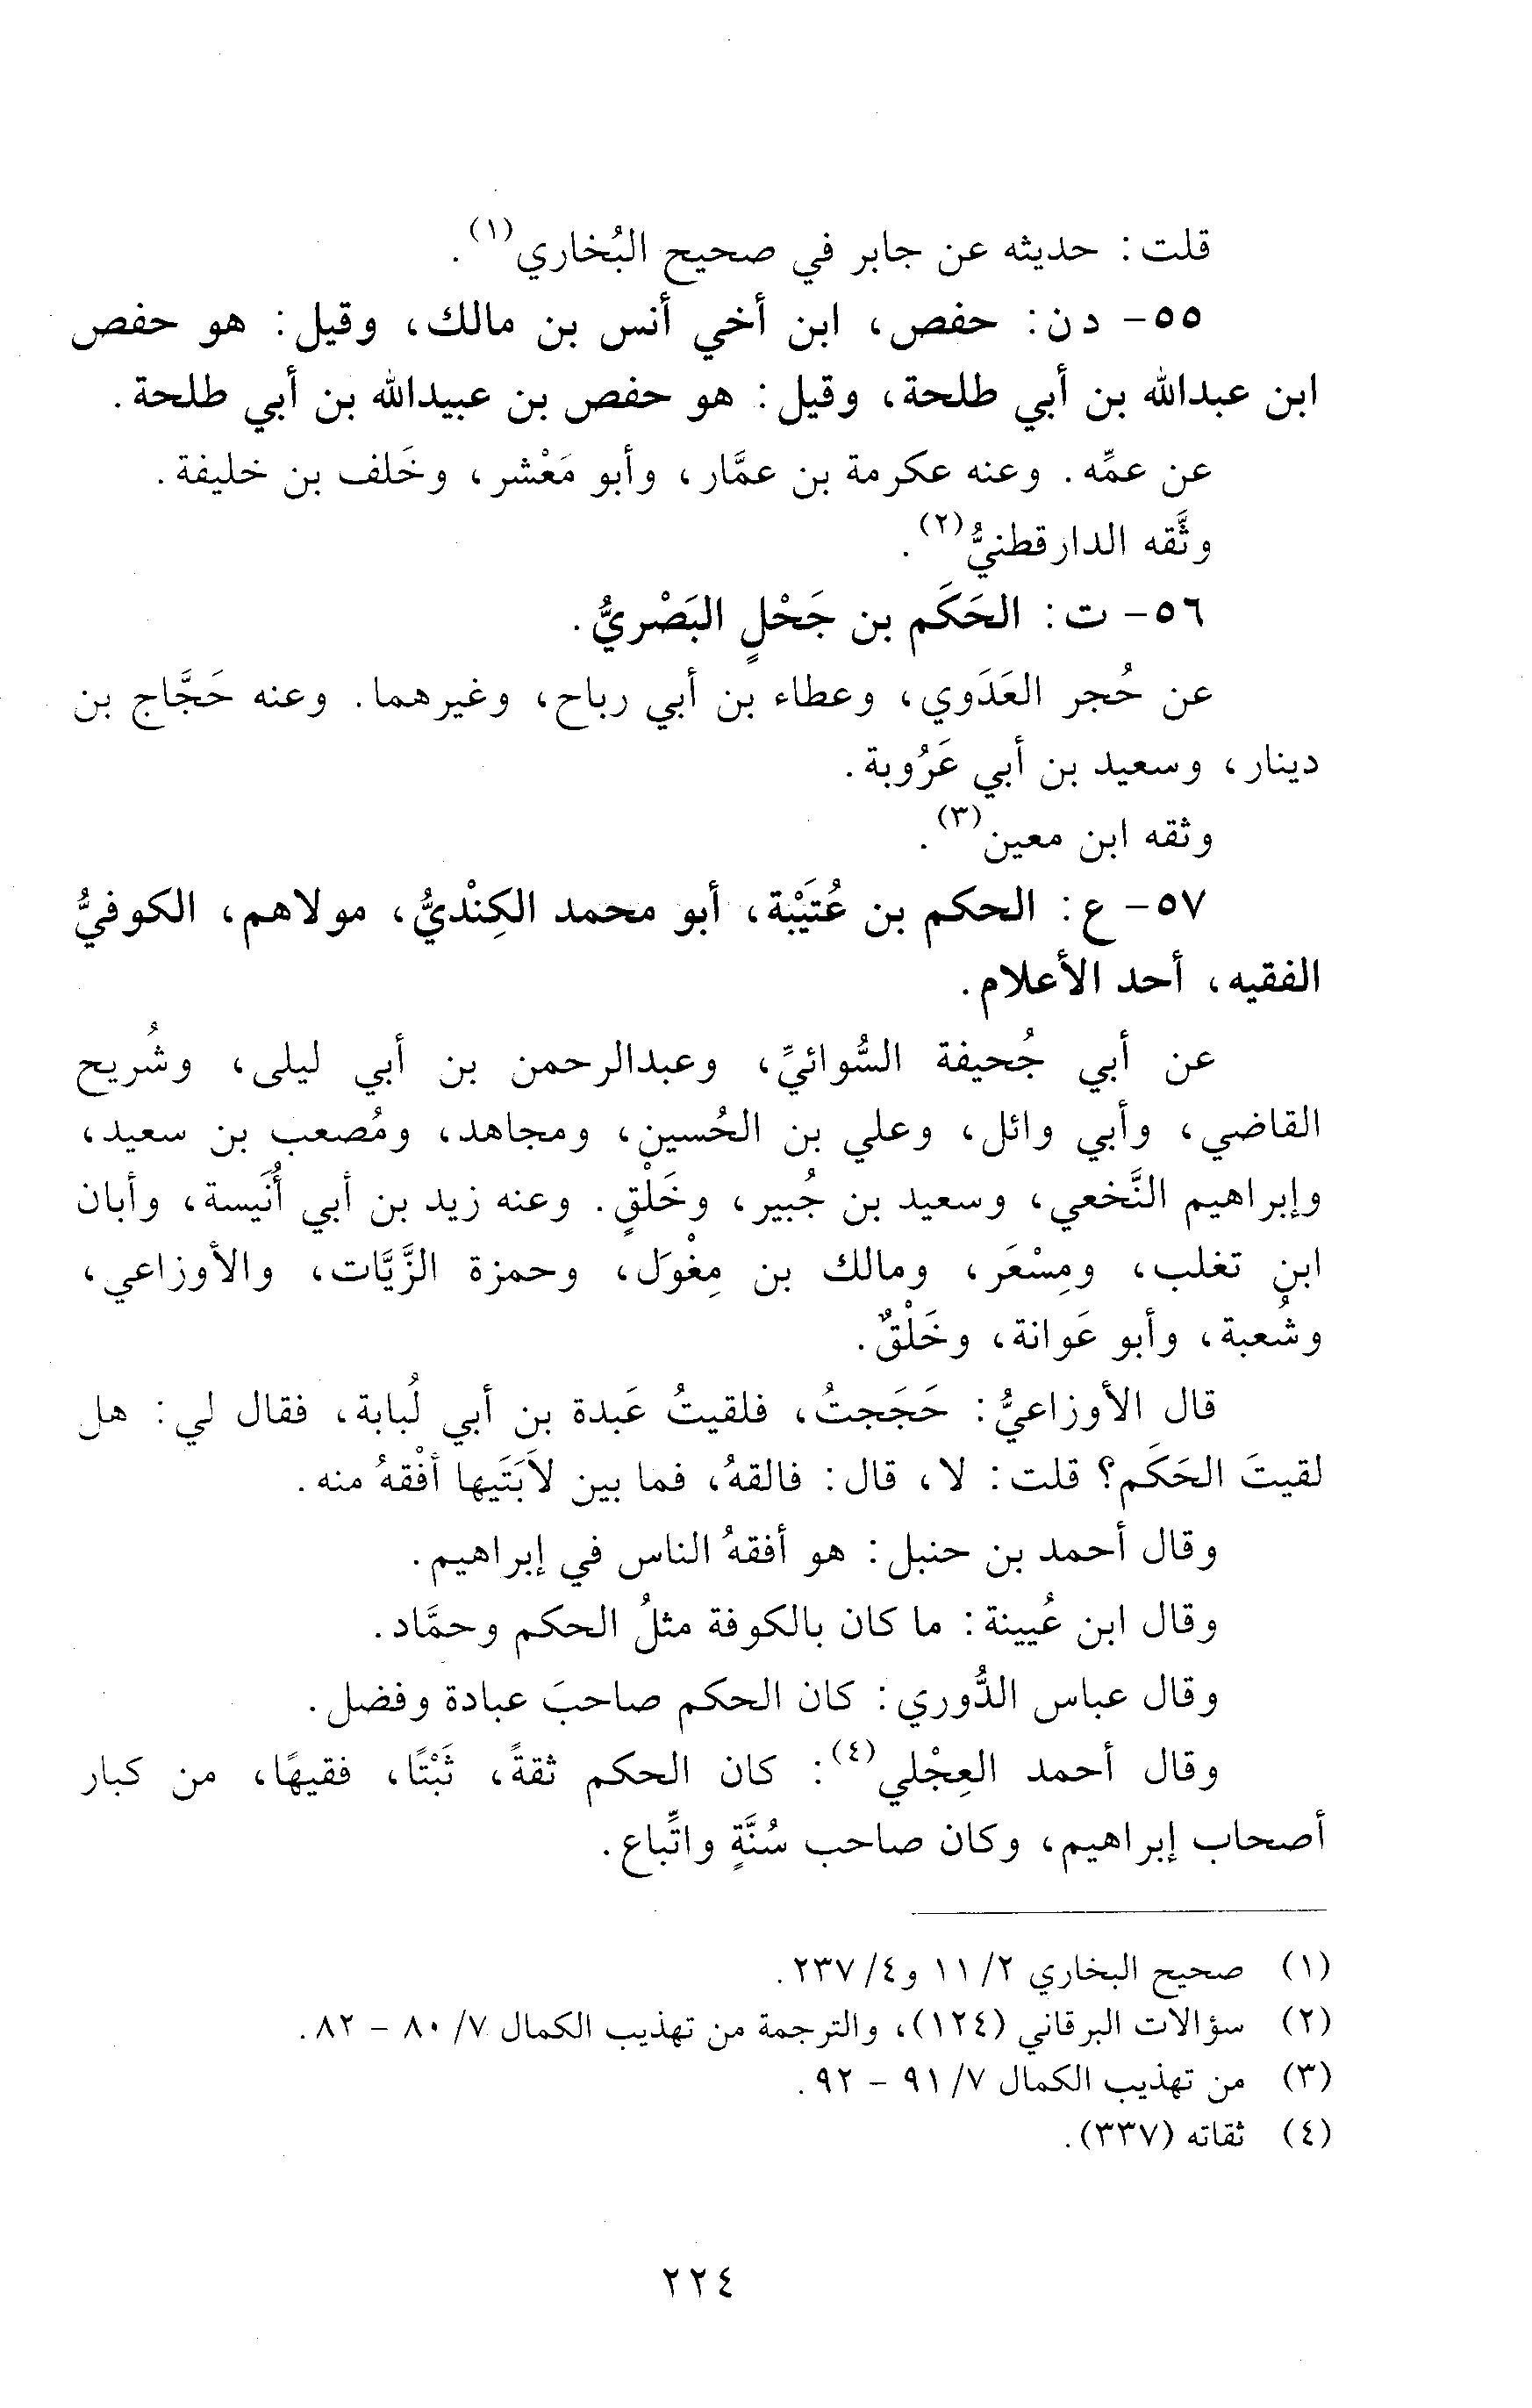 قلت: حديثه عن جابر في صحيح البُخاري(١).
٥٥- د ن: حفص، ابن أخي أنس بن مالك، وقيل: هو حفص
ابن عبدالله بن أبي طلحة، وقيل: هو حفص بن عبيدالله بن أبي طلحة.
عن عمِّه. وعنه عكرمة بن عمَّار، وأبو مَعْشر، وخَلف بن خليفة.
وثَّقه الدارقطنيُّ(٢).
٥٦- ت: الحَكَم بن جَحْلٍ البَصْريُّ.
عن حُجر العَدَوي، وعطاء بن أبي رباح، وغيرهما. وعنه حَجَّاج بن
دينار، وسعيد بن أبي عَرُوبة.
وثقه ابن معين(٣).
٥٧- ع: الحكم بن عُتَيْبْة، أبو محمد الكِنْديُّ، مولاهم، الكوفيُّ
الفقيه، أحد الأعلام.
عن أبي جُحيفة السُّوائيِّ، وعبدالرحمن بن أبي ليلى، وشُريح
القاضي، وأبي وائل، وعلي بن الحُسين، ومجاهد، ومُصعب بن سعيد،
وإبراهيم النَّخعي، وسعيد بن جُبير، وخَلْقٍ. وعنه زيد بن أبي أُنَيسة، وأبان
ابن تغلب، ومِسْعَر، ومالك بن مِغْوَل، وحمزة الزَّيَّات، والأوزاعي،
وشُعبة، وأبو عَوانة، وخَلْقٌ.
قال الأوزاعيُّ: حَجَجتُ، فلقيتُ عَبدة بن أبي لُبابة، فقال لي: هل
لقيتَ الحَكَم؟ قلت: لا، قال: فالقهُ، فما بين لاَبَتَيها أفْقهُ منه.
وقال أحمد بن حنبل: هو أفقهُ الناس في إبراهيم.
وقال ابن عُيينة: ما كان بالكوفة مثلُ الحكم وحمَّاد.
وقال عباس الدُّوري: كان الحكم صاحبَ عبادة وفضل.
وقال أحمد العِجْلي(٤): كان الحكم ثقةً، ثَبْتًا، فقيهًا، من كبار
أصحاب إبراهيم، وكان صاحب سُنَّةٍ واتِّباع.
(١) صحيح البخاري ٢/ ١١ و٤/ ٢٣٧.
(٢) سؤالات البرقاني (١٢٤)، والترجمة من تهذيب الكمال ٧/ ٨٠ - ٨٢.
(٣) من تهذيب الكمال ٧/ ٩١ - ٩٢.
(٤) ثقاته (٣٣٧).
٢٢٤